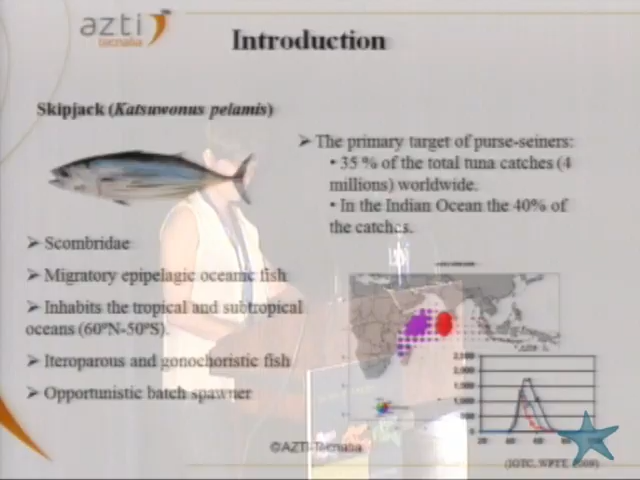 azti
tecnalia
Introduction
Skipjack (Katsuwonus pelamis)
➢ The primary target of purse-seiners:
• 35 % of the total tuna catches (4
millions) worldwide.
• In the Indian Ocean the 40% of
the catches.
➢ Scombridae
➢ Migratory epipelagic oceanic fish
➢ Inhabits the tropical and subtropical
oceans (60ºN-50ºS).
➢ Iteroparous and gonochoristic fish
➢ Opportunistic batch spawner
©AZTI-Tecnalia
(IOTC, WPTT, 2009)